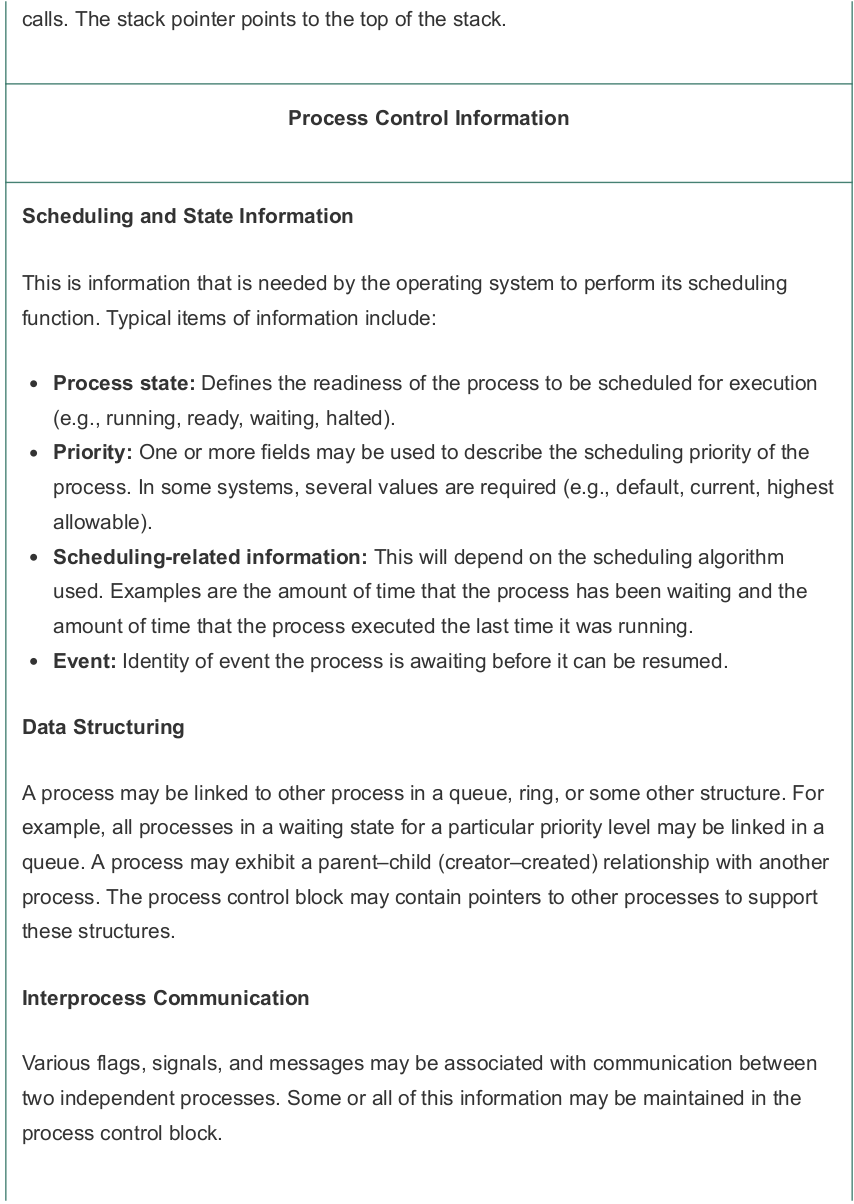 calls. The stack pointer points to the top of the stack.
Process Control Information
Scheduling and State Information
This is information that is needed by the operating system to perform its scheduling
function. Typical items of information include:
• Process state: Defines the readiness of the process to be scheduled for execution
(e.g., running, ready, waiting, halted).
• Priority: One or more fields may be used to describe the scheduling priority of the
process. In some systems, several values are required (e.g., default, current, highest
allowable).
• Scheduling-related information: This will depend on the scheduling algorithm
used. Examples are the amount of time that the process has been waiting and the
amount of time that the process executed the last time it was running.
• Event: Identity of event the process is awaiting before it can be resumed.
Data Structuring
A process may be linked to other process in a queue, ring, or some other structure. For
example, all processes in a waiting state for a particular priority level may be linked in a
queue. A process may exhibit a parent–child (creator–created) relationship with another
process. The process control block may contain pointers to other processes to support
these structures.
Interprocess Communication
Various flags, signals, and messages may be associated with communication between
two independent processes. Some or all of this information may be maintained in the
process control block.